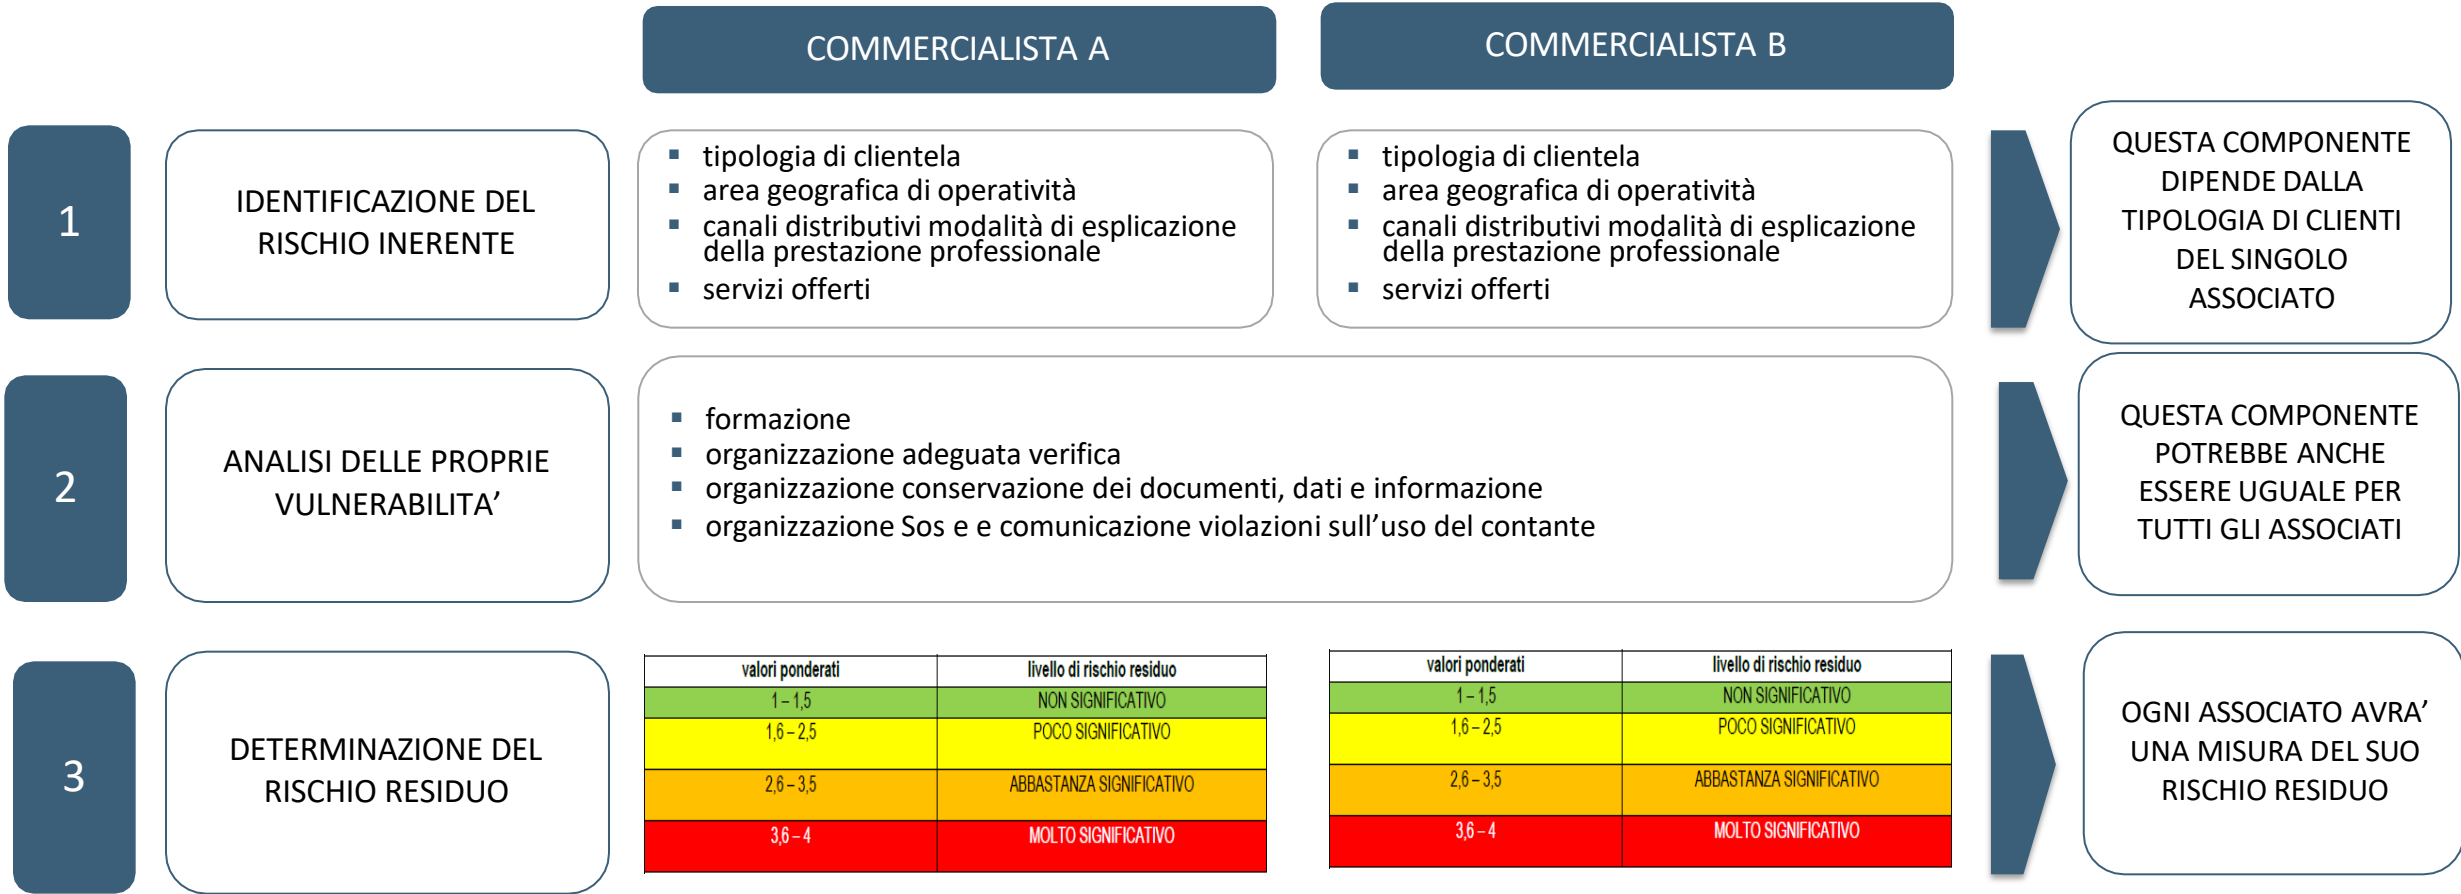 COMMERCIALISTA A
COMMERCIALISTA B
1
IDENTIFICAZIONE DEL
RISCHIO INERENTE
▪ tipologia di clientela
▪ area geografica di operatività
▪ canali distributivi modalità di esplicazione
della prestazione professionale
▪ servizi offerti
▪ tipologia di clientela
▪ area geografica di operatività
▪ canali distributivi modalità di esplicazione
della prestazione professionale
▪ servizi offerti
QUESTA COMPONENTE
DIPENDE DALLA
TIPOLOGIA DI CLIENTI
DEL SINGOLO
ASSOCIATO
2
ANALISI DELLE PROPRIE
VULNERABILITA’
▪ formazione
▪ organizzazione adeguata verifica
▪ organizzazione conservazione dei documenti, dati e informazione
▪ organizzazione Sos e e comunicazione violazioni sull’uso del contante
QUESTA COMPONENTE
POTREBBE ANCHE
ESSERE UGUALE PER
TUTTI GLI ASSOCIATI
3
DETERMINAZIONE DEL
RISCHIO RESIDUO
valori ponderati livello di rischio residuo
1 – 1,5 NON SIGNIFICATIVO
1,6 – 2,5 POCO SIGNIFICATIVO
2,6 – 3,5 ABBASTANZA SIGNIFICATIVO
3,6 – 4 MOLTO SIGNIFICATIVO
valori ponderati livello di rischio residuo
1 – 1,5 NON SIGNIFICATIVO
1,6 – 2,5 POCO SIGNIFICATIVO
2,6 – 3,5 ABBASTANZA SIGNIFICATIVO
3,6 – 4 MOLTO SIGNIFICATIVO
OGNI ASSOCIATO AVRA’
UNA MISURA DEL SUO
RISCHIO RESIDUO